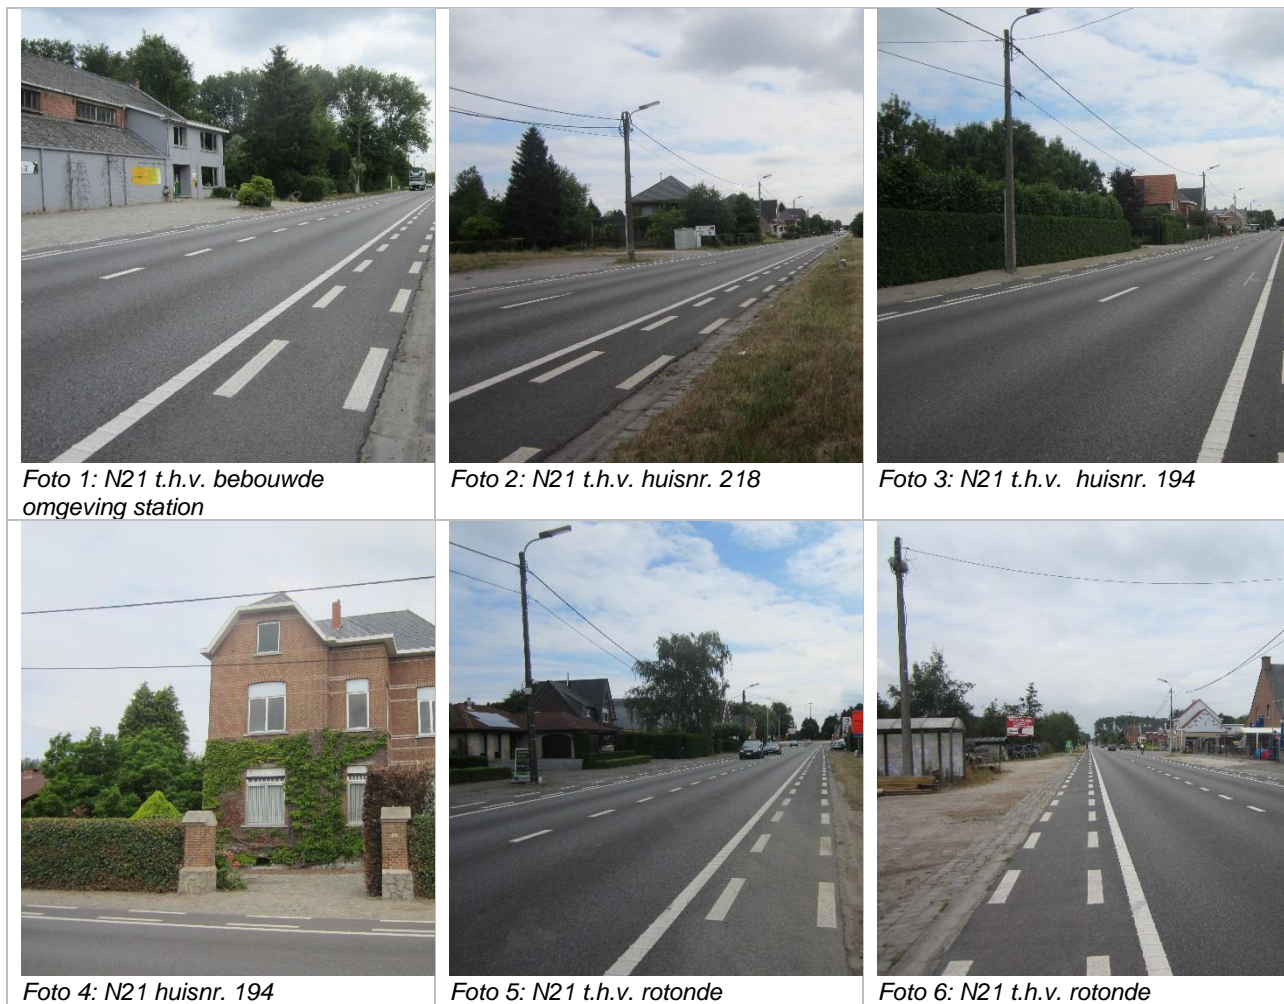 Foto 1: N21 t.h.v. bebouwde
omgeving station
Foto 2: N21 t.h.v. huisnr. 218
Foto 3: N21 t.h.v. huisnr. 194
Foto 4: N21 huisnr. 194
Foto 5: N21 t.h.v. rotonde
Foto 6: N21 t.h.v. rotonde